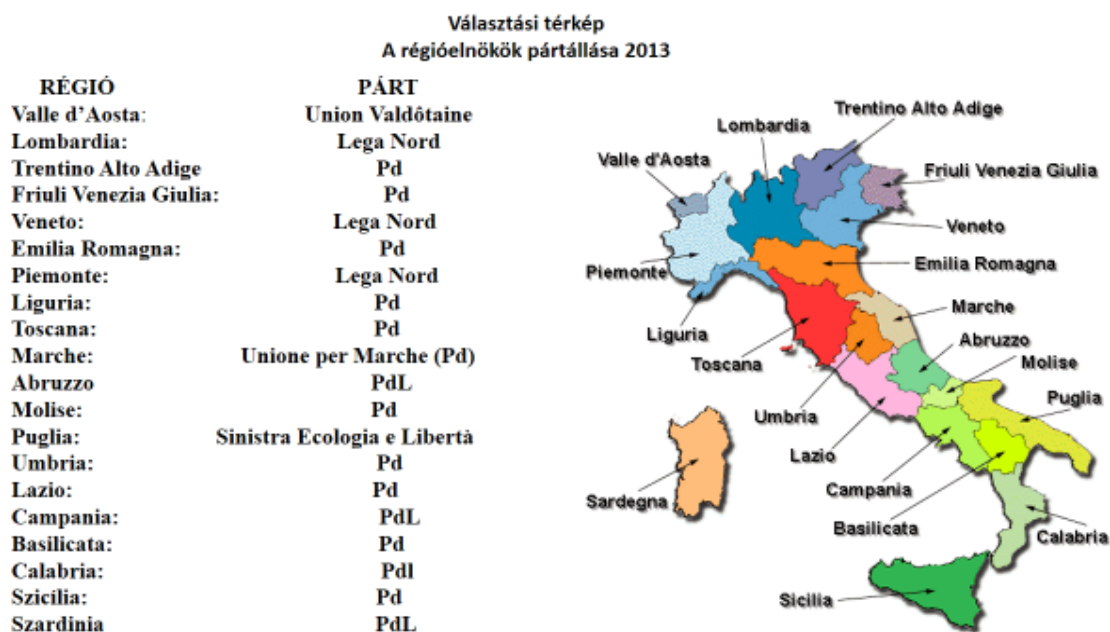 Választási térkép
A régióelnökök pártállása 2013
RÉGIÓ PÁRT
Valle d'Aosta: Union Valdôtaine
Lombardia: Lega Nord
Trentino Alto Adige Pd
Friuli Venezia Giulia: Pd
Veneto: Lega Nord
Emilia Romagna: Pd
Piemonte: Lega Nord
Liguria: Pd
Toscana: Pd
Marche: Unione per Marche (Pd)
Abruzzo PdL
Molise: Pd
Puglia: Sinistra Ecologia e Libertà
Umbria: Pd
Lazio: Pd
Campania: PdL
Basilicata: Pd
Calabria: Pdl
Szicília: Pd
Szardínia PdL
Trentino Alto Adige
Lombardia
Valle d'Aosta
Friuli Venezia Giulia
Veneto
Piemonte
Emilia Romagna
Marche
Liguria
Abruzzo
Toscana
Molise
Puglia
Umbria
Lazio
Campania
Sardegna
Basilicata
Calabria
Sicilia